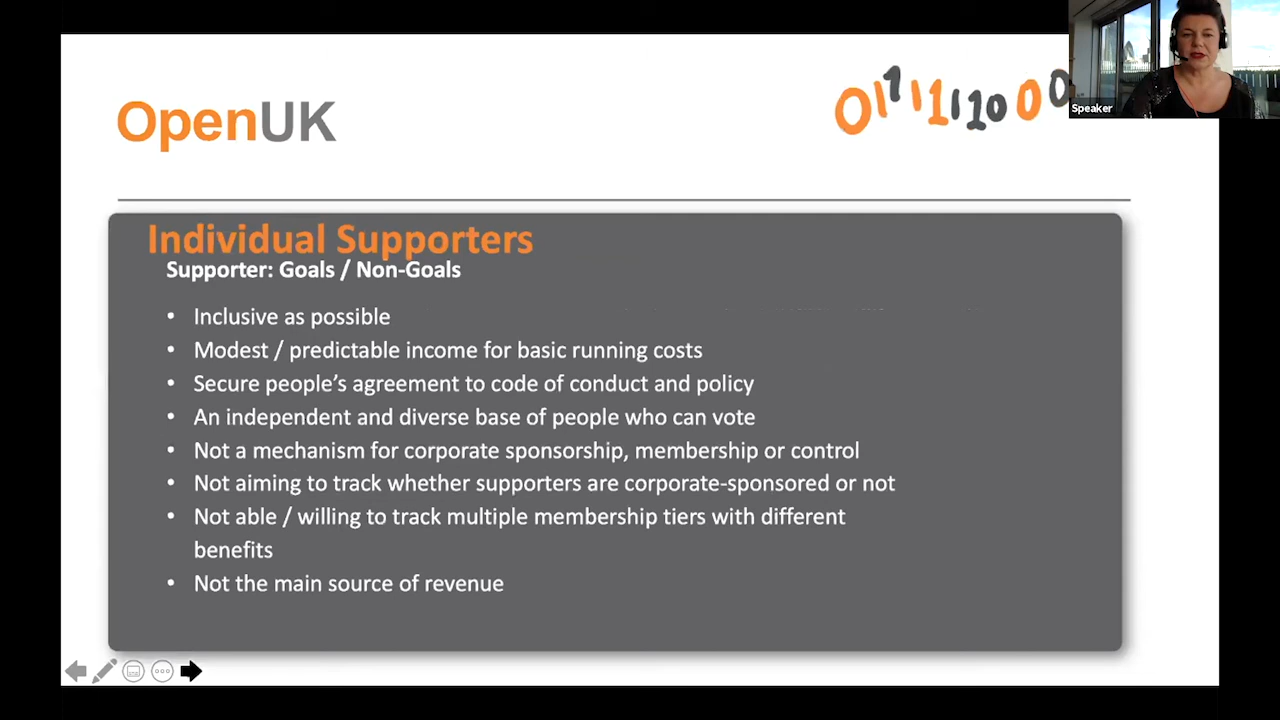 OpenUK
Speaker
Individual Supporters
Supporter: Goals / Non-Goals
• Inclusive as possible
• Modest / predictable income for basic running costs
• Secure people’s agreement to code of conduct and policy
• An independent and diverse base of people who can vote
• Not a mechanism for corporate sponsorship, membership or control
• Not aiming to track whether supporters are corporate-sponsored or not
• Not able / willing to track multiple membership tiers with different
benefits
• Not the main source of revenue